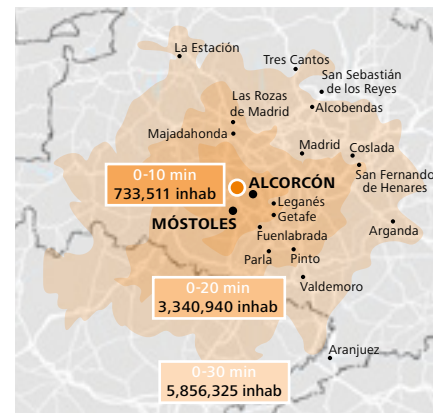 La Estación
Tres Cantos
San Sebastián
de los Reyes
Las Rozas
de Madrid
Alcobendas
Majadahonda
Madrid
Coslada
San Fernando
de Henares
0-10 min
733,511 inhab
ALCORCÓN
Leganés
Getafe
MÓSTOLES
Fuenlabrada
Arganda
Parla
Pinto
0-20 min
3,340,940 inhab
Valdemoro
Aranjuez
0-30 min
5,856,325 inhab